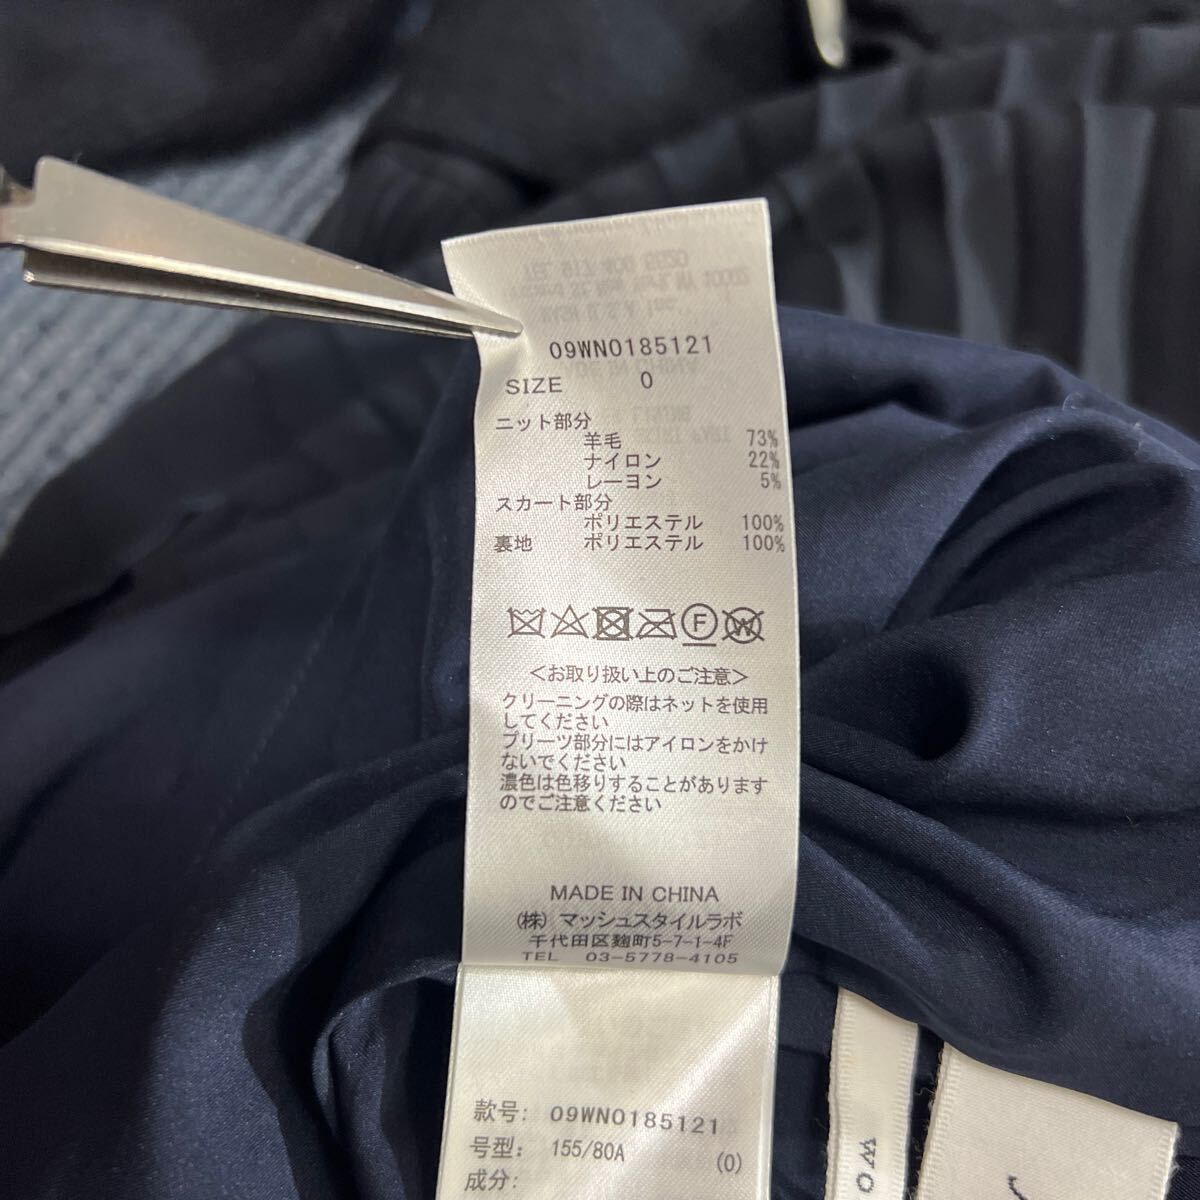 09WNO185121
SIZE 0
ニット部分
羊毛 73%
ナイロン 22%
レーヨン 5%
スカート部分
ポリエステル 100%
裏地 ポリエステル 100%
F W
<お取り扱い上のご注意>
クリーニングの際はネットを使用
してください
プリーツ部分にはアイロンをかけ
ないでください
濃色は色移りすることがあります
のでご注意ください
MADE IN CHINA
(株) マッシュスタイルラボ
千代田区麹町5-7-1-4F
TEL 03-5778-4105
款号: 09WNO185121
号型: 155/80A (0)
成分:
WO